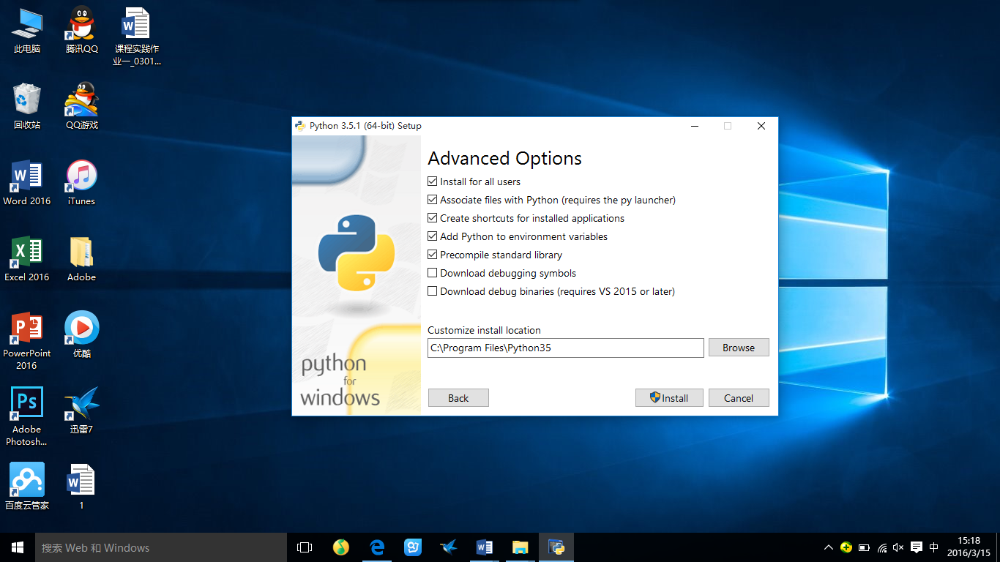 此电脑
腾讯QQ
课程实践作
业一_0301...
回收站
QQ游戏
Word 2016
iTunes
Excel 2016
Adobe
PowerPoint
2016
优酷
Ps
Adobe
Photosh...
迅雷7
百度云管家
1
Python 3.5.1 (64-bit) Setup
Advanced Options
Install for all users
Associate files with Python (requires the py launcher)
Create shortcuts for installed applications
Add Python to environment variables
Precompile standard library
Download debugging symbols
Download debug binaries (requires VS 2015 or later)
Customize install location
C:\Program Files\Python35
Browse
python
for
windows
Back
Install
Cancel
搜索 Web 和 Windows
中
15:18
2016/3/15